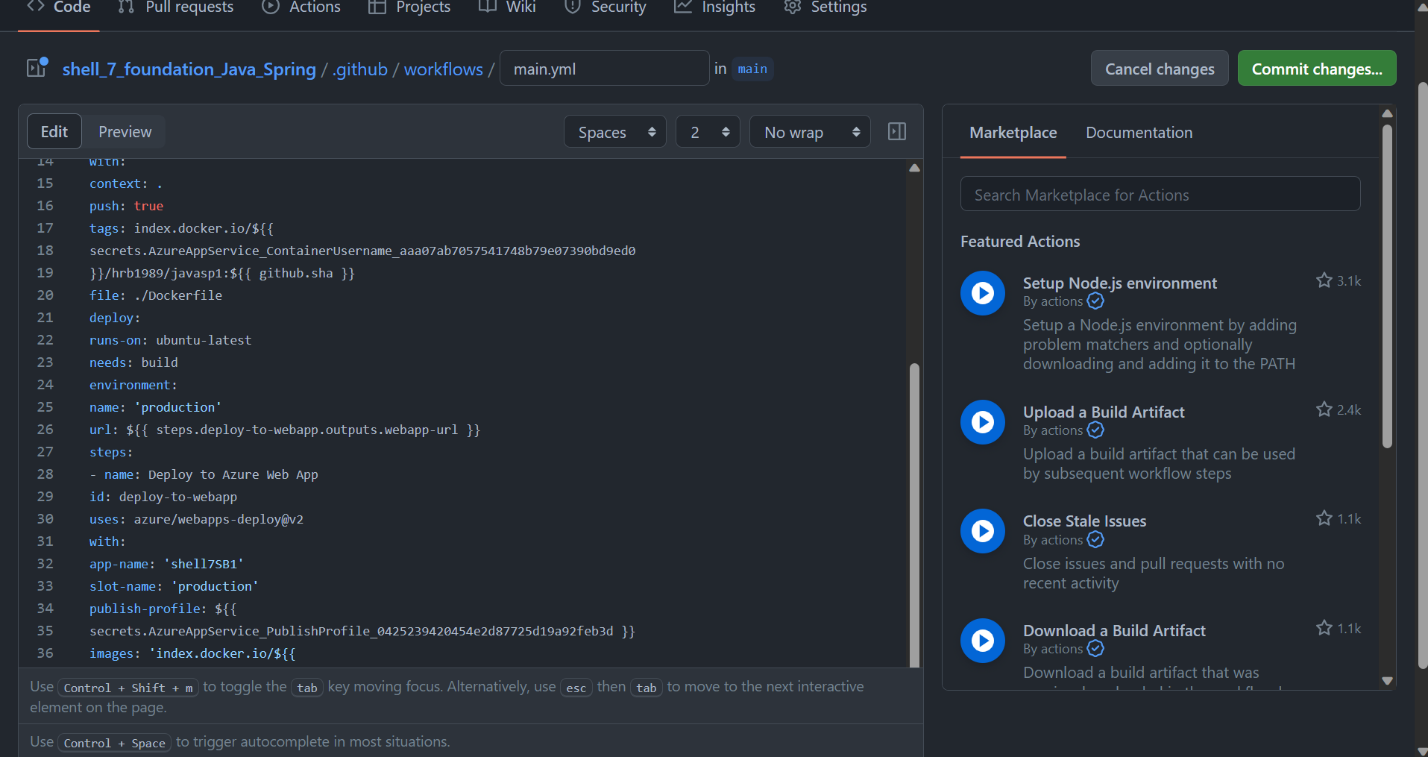 Code Pull requests Actions Projects Wiki Security Insights Settings
shell_7_foundation_Java_Spring / .github / workflows / main.yml in main Cancel changes Commit changes...
Edit Preview Spaces 2 No wrap
14 with:
15 context: .
16 push: true
17 tags: index.docker.io/${{
18 secrets.AzureAppService_ContainerUsername_aaa07ab7057541748b79e07390bd9ed0
19 }}/hrb1989/javasp1:${{ github.sha }}
20 file: ./Dockerfile
21 deploy:
22 runs-on: ubuntu-latest
23 needs: build
24 environment:
25 name: 'production'
26 url: ${{ steps.deploy-to-webapp.outputs.webapp-url }}
27 steps:
28 - name: Deploy to Azure Web App
29 id: deploy-to-webapp
30 uses: azure/webapps-deploy@v2
31 with:
32 app-name: 'shell7SB1'
33 slot-name: 'production'
34 publish-profile: ${{
35 secrets.AzureAppService_PublishProfile_0425239420454e2d87725d19a92feb3d }}
36 images: 'index.docker.io/${{
Use Control + Shift + m to toggle the tab key moving focus. Alternatively, use esc then tab to move to the next interactive
element on the page.
Use Control + Space to trigger autocomplete in most situations.
Marketplace Documentation
Search Marketplace for Actions
Featured Actions
Setup Node.js environment 3.1k
By actions
Setup a Node.js environment by adding
problem matchers and optionally
downloading and adding it to the PATH
Upload a Build Artifact 2.4k
By actions
Upload a build artifact that can be used
by subsequent workflow steps
Close Stale Issues 1.1k
By actions
Close issues and pull requests with no
recent activity
Download a Build Artifact 1.1k
By actions
Download a build artifact that was